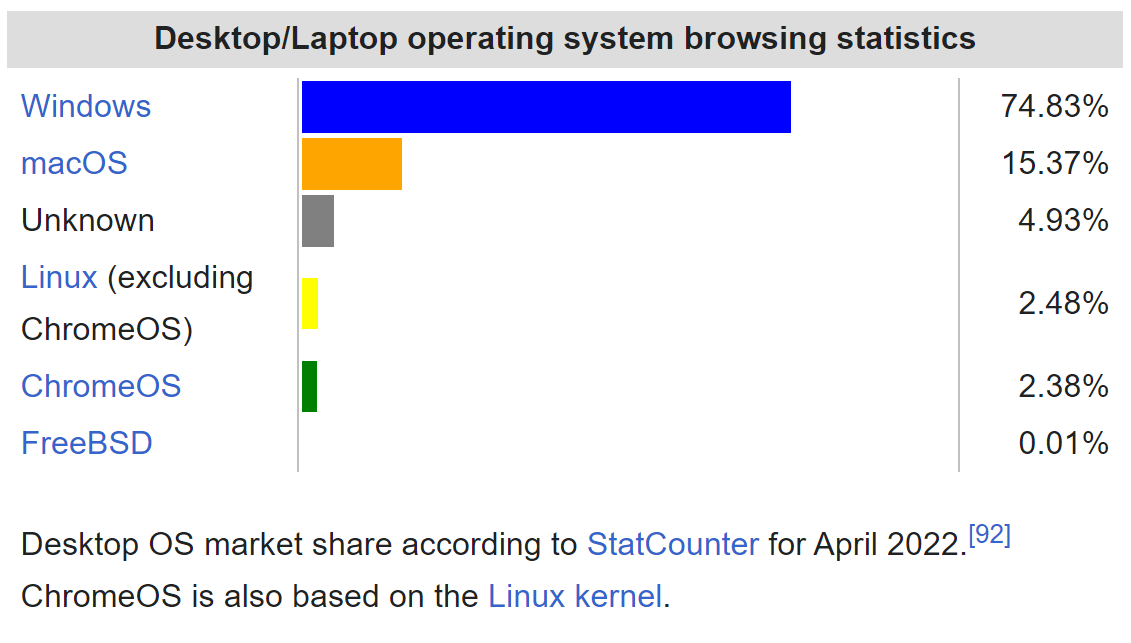 Desktop/Laptop operating system browsing statistics
Windows 74.83%
macOS 15.37%
Unknown 4.93%
Linux (excluding
ChromeOS) 2.48%
ChromeOS 2.38%
FreeBSD 0.01%
Desktop OS market share according to StatCounter for April 2022.[92]
ChromeOS is also based on the Linux kernel.